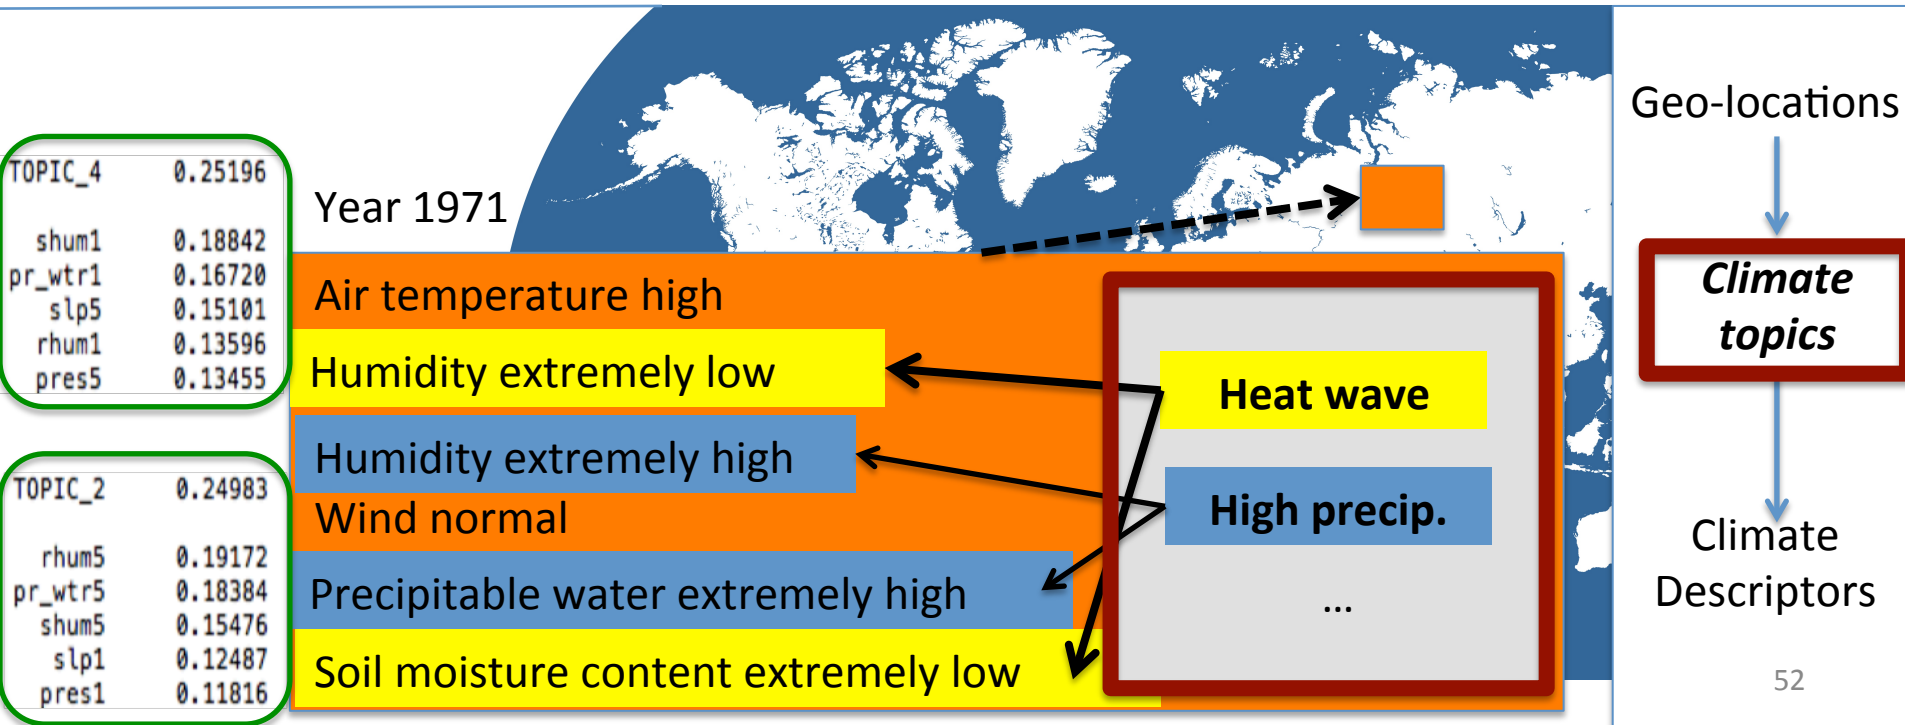 TOPIC_4 0.25196
shum1 0.18842
pr_wtr1 0.16720
slp5 0.15101
rhum1 0.13596
pres5 0.13455
TOPIC_2 0.24983
rhum5 0.19172
pr_wtr5 0.18384
shum5 0.15476
slp1 0.12487
pres1 0.11816
Year 1971
Air temperature high
Humidity extremely low
Humidity extremely high
Wind normal
Precipitable water extremely high
Soil moisture content extremely low
Heat wave
High precip.
...
Geo-locations
Climate
topics
Climate
Descriptors
52